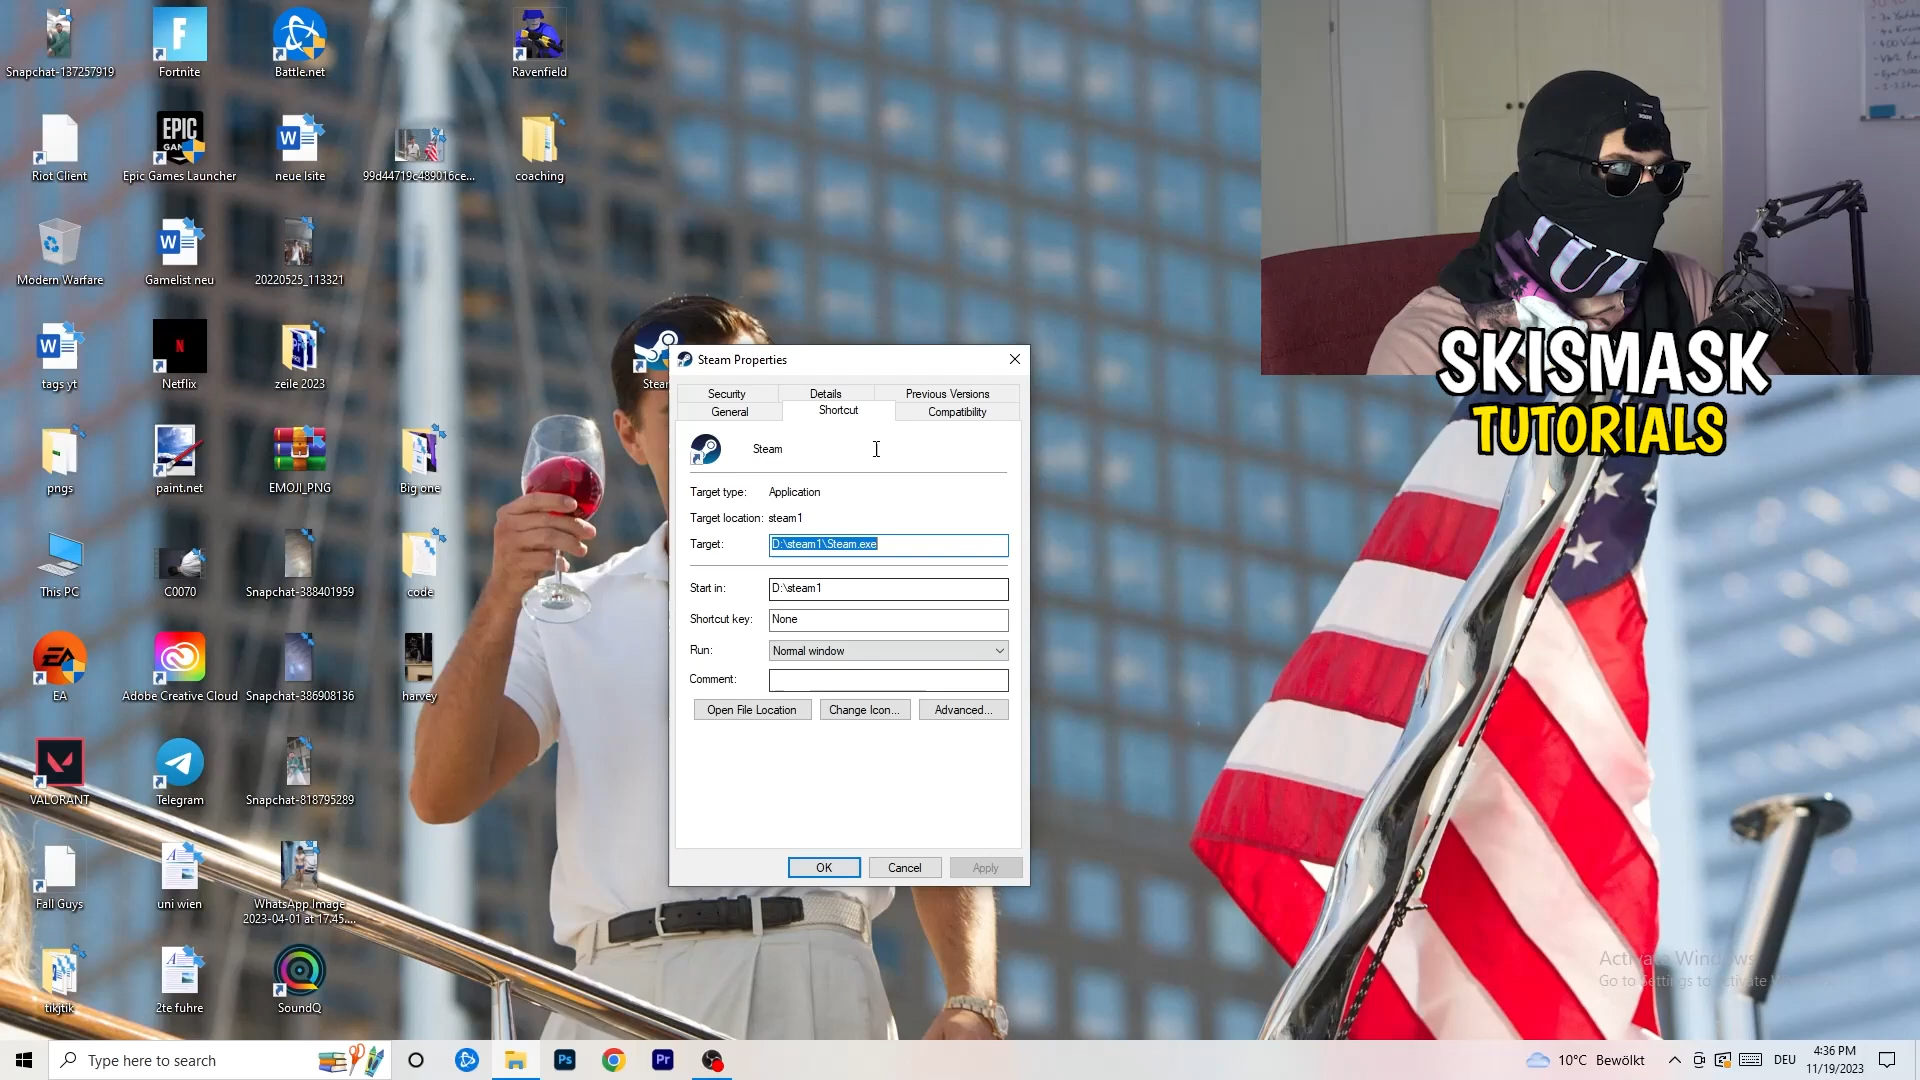 Snapchat-137257919
Fortnite
Battle.net
Ravenfield
Riot Client
EPIC
Epic Games Launcher
neue lsite
99d44719c489016ce...
coaching
Modern Warfare
Gamelist neu
20220525_113321
tags yt
Netflix
zeile 2023
pngs
paint.net
EMOJI_PNG
Big one
This PC
C0070
Snapchat-388401959
code
EA
Adobe Creative Cloud
Snapchat-386908136
harvey
VALORANT
Telegram
Snapchat-818795289
Fall Guys
uni wien
WhatsApp Image
2023-04-01 at 17.45....
tikjtik
2te fuhre
SoundQ
Steam Properties
Security
Details
Previous Versions
General
Shortcut
Compatibility
Steam
Target type: Application
Target location: steam1
Target: D:\steam1\Steam.exe
Start in: D:\steam1
Shortcut key: None
Run: Normal window
Comment:
Open File Location
Change Icon...
Advanced...
OK
Cancel
Apply
SKISMASK
TUTORIALS
Type here to search
Ps
Pr
10°C Bewölkt
DEU
4:36 PM
11/19/2023